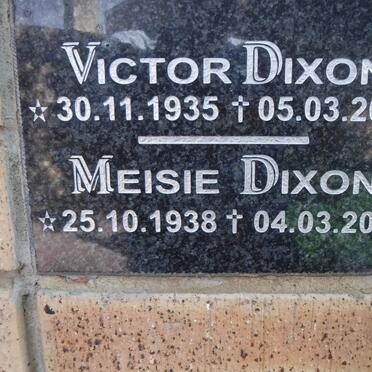 VICTOR DIXON
☆ 30.11.1935 † 05.03.20
MEISIE DIXON
☆ 25.10.1938 † 04.03.20